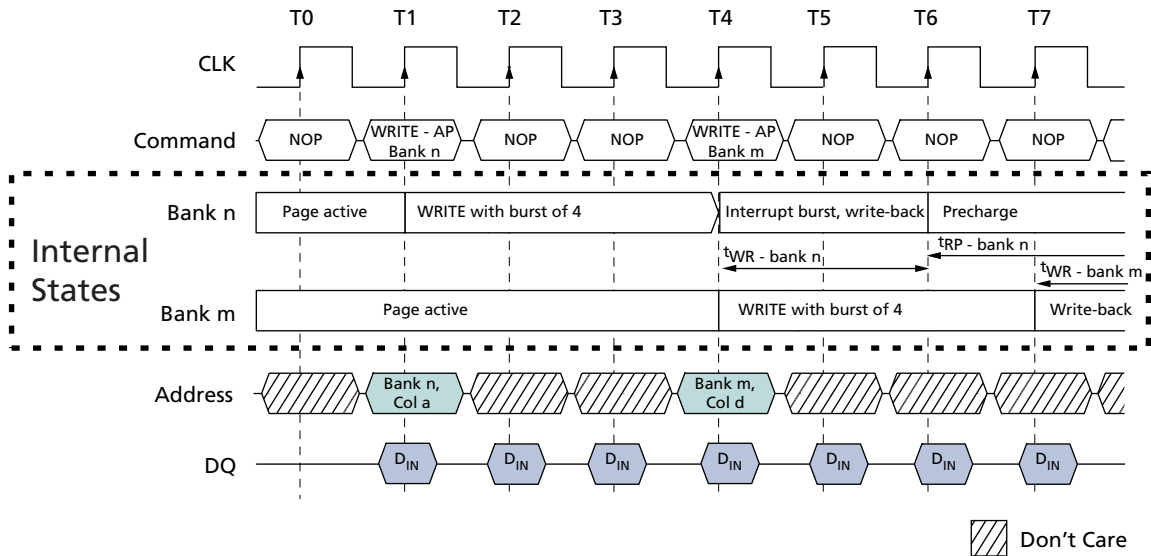 T0 T1 T2 T3 T4 T5 T6 T7
CLK
Command NOP WRITE - AP Bank n NOP NOP WRITE - AP Bank m NOP NOP NOP
Bank n Page active WRITE with burst of 4 Interrupt burst, write-back Precharge
Internal States
tWR - bank n tRP - bank n
tWR - bank m
Bank m Page active WRITE with burst of 4 Write-back
Address Bank n, Col a Bank m, Col d
DQ DIN DIN DIN DIN DIN DIN DIN
Don't Care